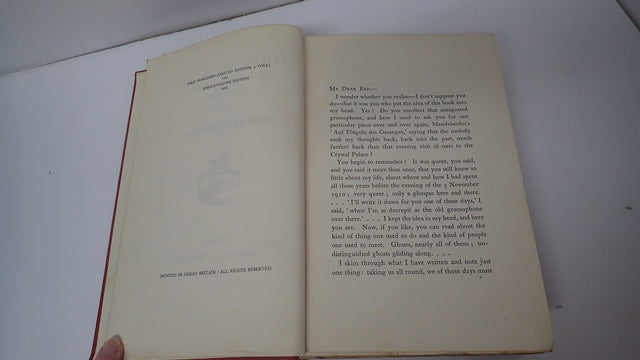 FIRST PUBLISHED (LIMITED EDITION, 2 VOLS.)
SINGLE-VOLUME EDITION
PRINTED IN GREAT BRITAIN : ALL RIGHTS RESERVED
MY DEAR ERIC—
I wonder whether you realize—I don't suppose you
do—that it was you who put the idea of this book into
my head. Yes! Do you recollect that antiquated
gramophone, and how I used to ask you for one
particular piece over and over again, Mendelssohn's
'Auf Flügeln des Gesanges,' saying that the melody
took my thoughts back, back into the past, much
further back than that evening visit of ours to the
Crystal Palace?
You begins to remember? It was queer, you said,
and you said it more than once, that you still knew so
little about my life, about where and how I had spent
all those years before the evening of the 5 November
1910; very queer; only a glimpse here and there.
. . . 'I'll write it down for you one of these days,' I
said, 'when I'm as decrepit as the old gramophone
over there.' . . . I kept the idea in my head, and here
you are. Now, if you like, you can read about the
kind of thing one used to do and the kind of people
one used to meet. Ghosts, nearly all of them; un-
distinguished ghosts gliding along. . . .
I skim through what I have written and note just
one thing: taking us all round, we of those days must